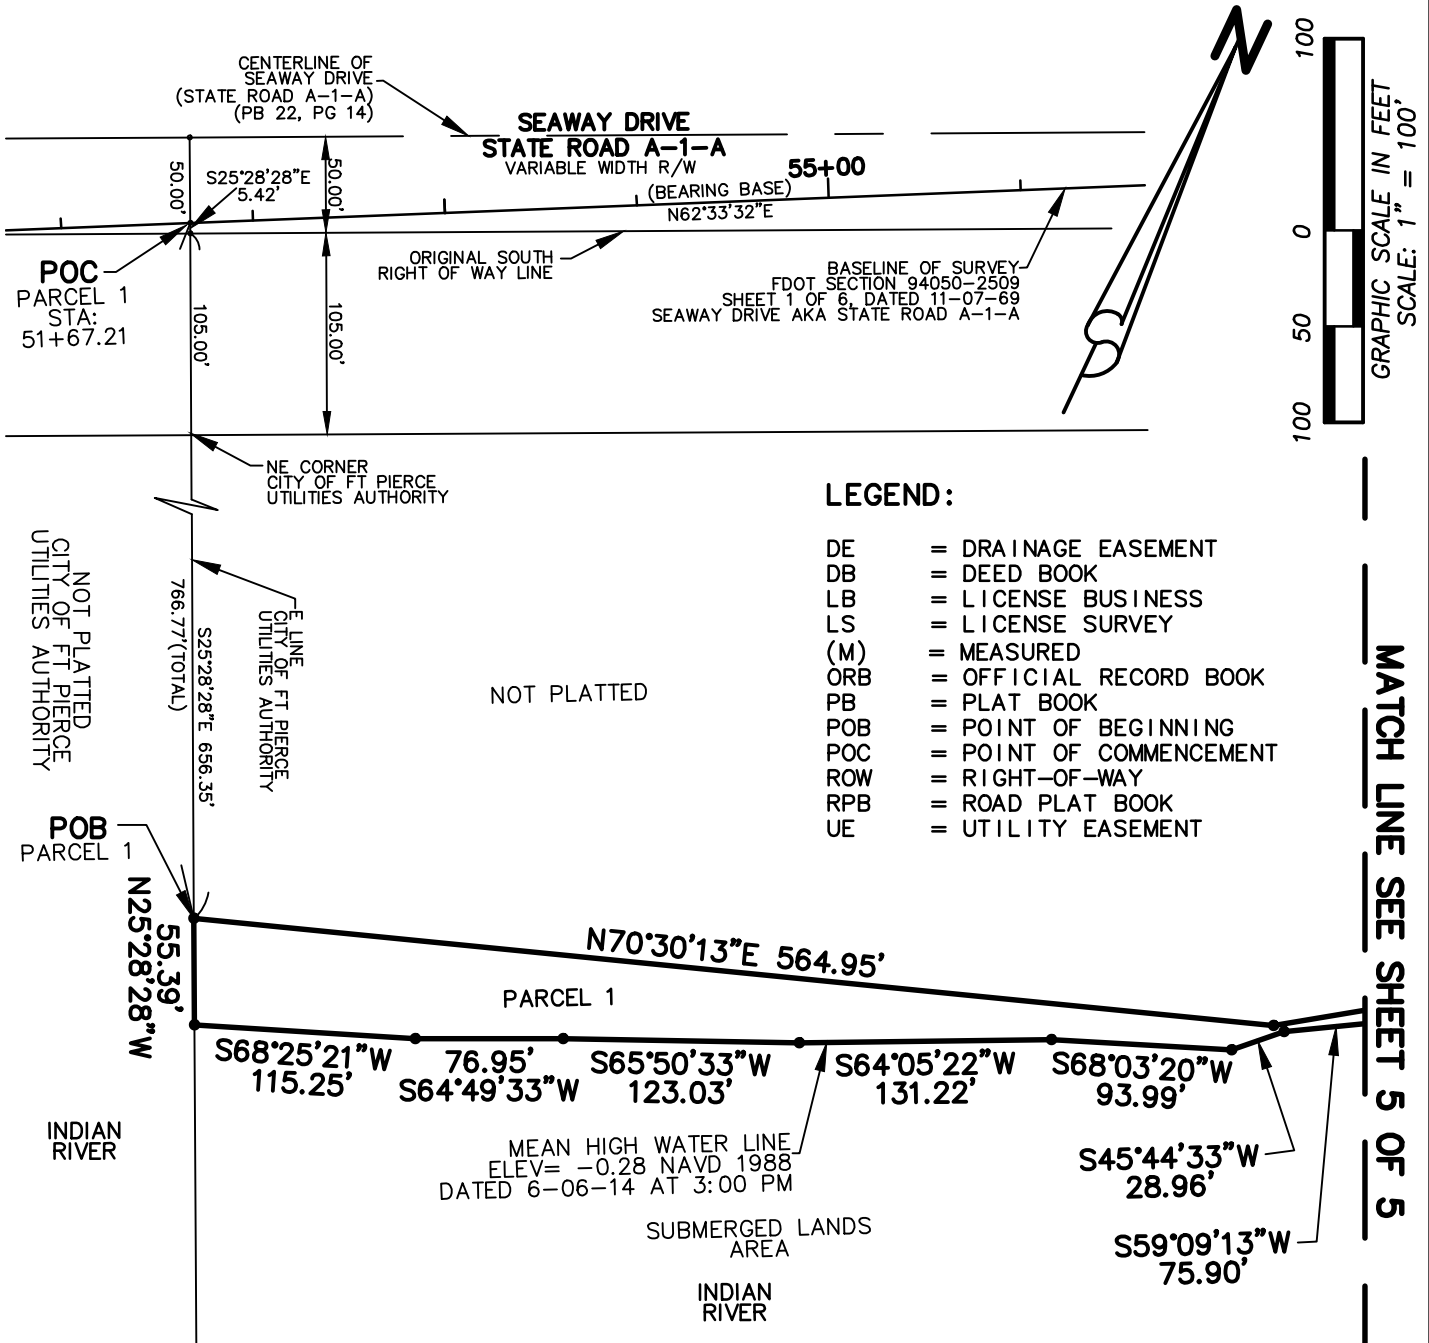 CENTERLINE OF
SEAWAY DRIVE
(STATE ROAD A-1-A)
(PB 22, PG 14)
SEAWAY DRIVE
STATE ROAD A-1-A
VARIABLE WIDTH R/W
55+00
(BEARING BASE)
N62°33'32"E
50.00'
S25°28'28"E
5.42'
50.00'
POC
PARCEL 1
STA:
51+67.21
ORIGINAL SOUTH
RIGHT OF WAY LINE
BASELINE OF SURVEY
FDOT SECTION 94050-2509
SHEET 1 OF 6, DATED 11-07-69
SEAWAY DRIVE AKA STATE ROAD A-1-A
105.00'
105.00'
N
100
0
50
100
GRAPHIC SCALE IN FEET
SCALE: 1" = 100'
NE CORNER
CITY OF FT PIERCE
UTILITIES AUTHORITY
NOT PLATTED
CITY OF FT PIERCE
UTILITIES AUTHORITY
E LINE
CITY OF FT PIERCE
UTILITIES AUTHORITY
S25°28'28"E 656.35'
766.77'(TOTAL)
NOT PLATTED
LEGEND:
DE = DRAINAGE EASEMENT
DB = DEED BOOK
LB = LICENSE BUSINESS
LS = LICENSE SURVEY
(M) = MEASURED
ORB = OFFICIAL RECORD BOOK
PB = PLAT BOOK
POB = POINT OF BEGINNING
POC = POINT OF COMMENCEMENT
ROW = RIGHT-OF-WAY
RPB = ROAD PLAT BOOK
UE = UTILITY EASEMENT
MATCH LINE SEE SHEET 5 OF 5
POB
PARCEL 1
55.39'
N25°28'28"W
N70°30'13"E 564.95'
PARCEL 1
S68°25'21"W
115.25'
76.95'
S64°49'33"W
S65°50'33"W
123.03'
S64°05'22"W
131.22'
S68°03'20"W
93.99'
S45°44'33"W
28.96'
S59°09'13"W
75.90'
MEAN HIGH WATER LINE
ELEV= -0.28 NAVD 1988
DATED 6-06-14 AT 3:00 PM
INDIAN
RIVER
SUBMERGED LANDS
AREA
INDIAN
RIVER